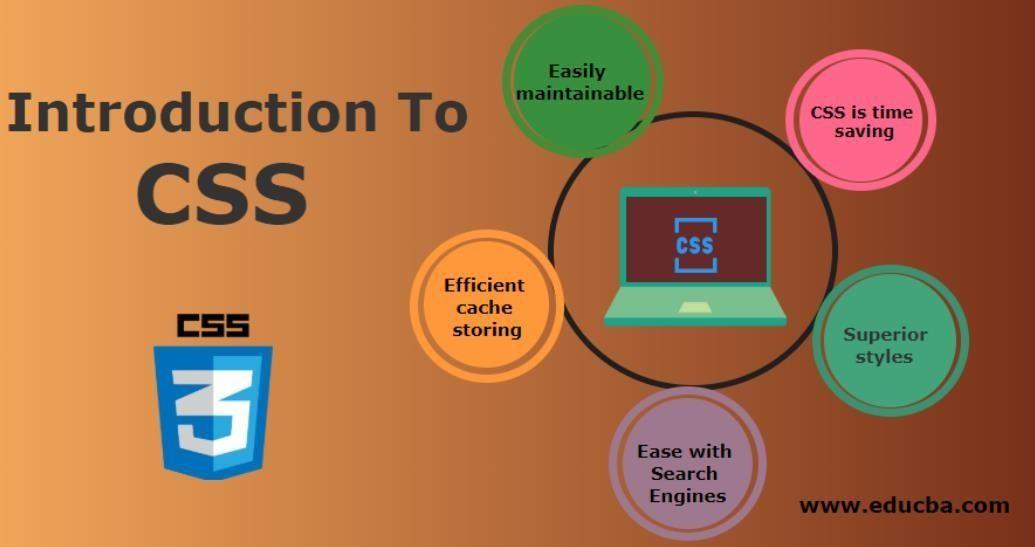 Introduction To
CSS
CSS
3
Easily
maintainable
CSS is time
saving
Efficient
cache
storing
CSS
Superior
styles
Ease with
Search
Engines
www.educba.com